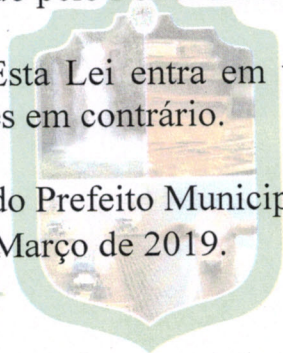 Esta Lei entra em
s em contrário.
do Prefeito Municip
Março de 2019.